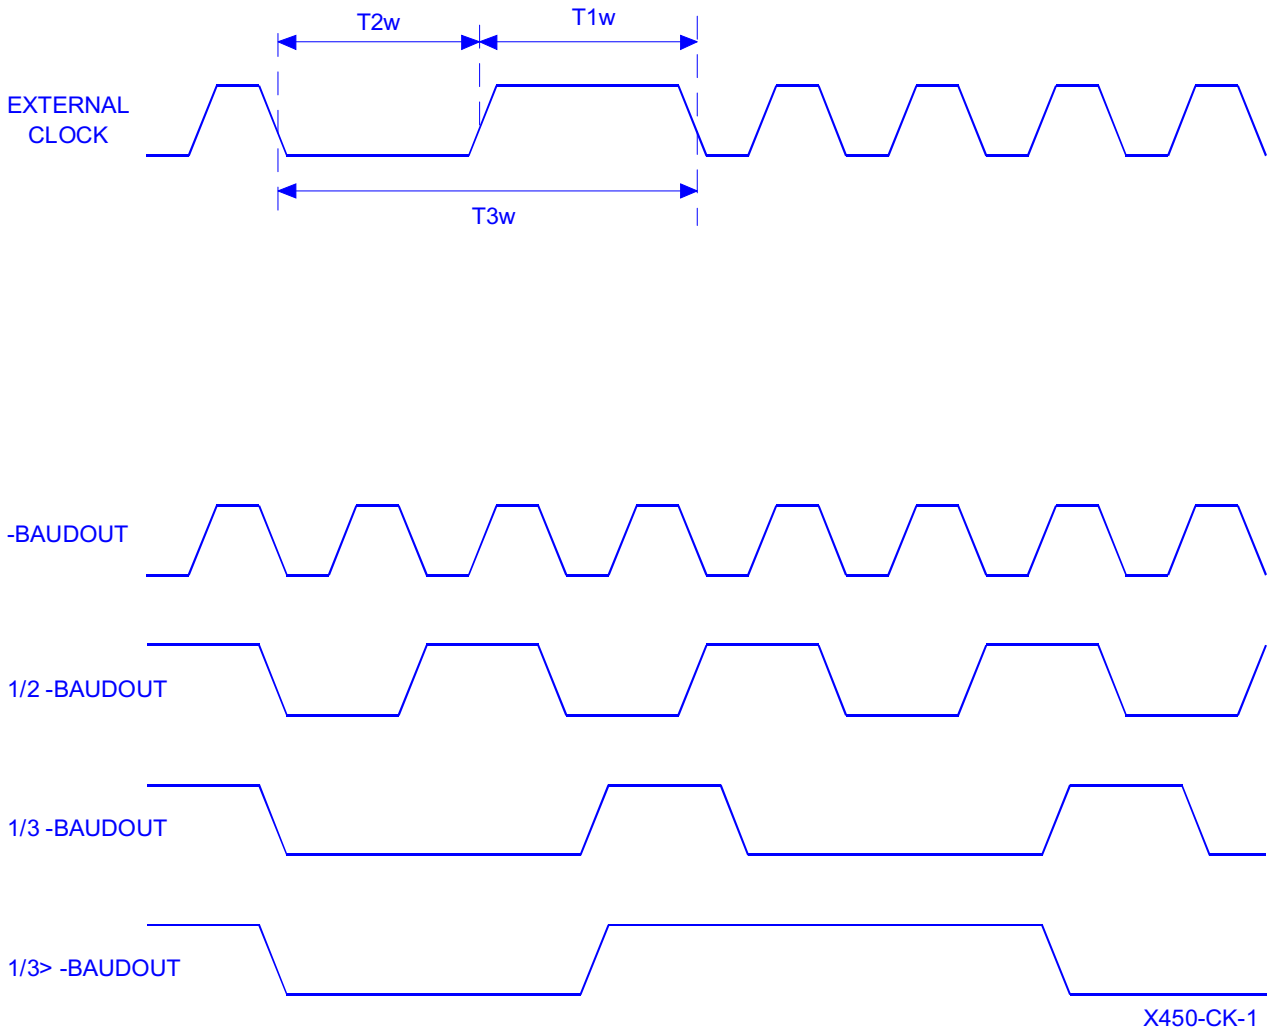 T2w
T1w
EXTERNAL
CLOCK
T3w
-BAUDOUT
1/2 -BAUDOUT
1/3 -BAUDOUT
1/3> -BAUDOUT
X450-CK-1